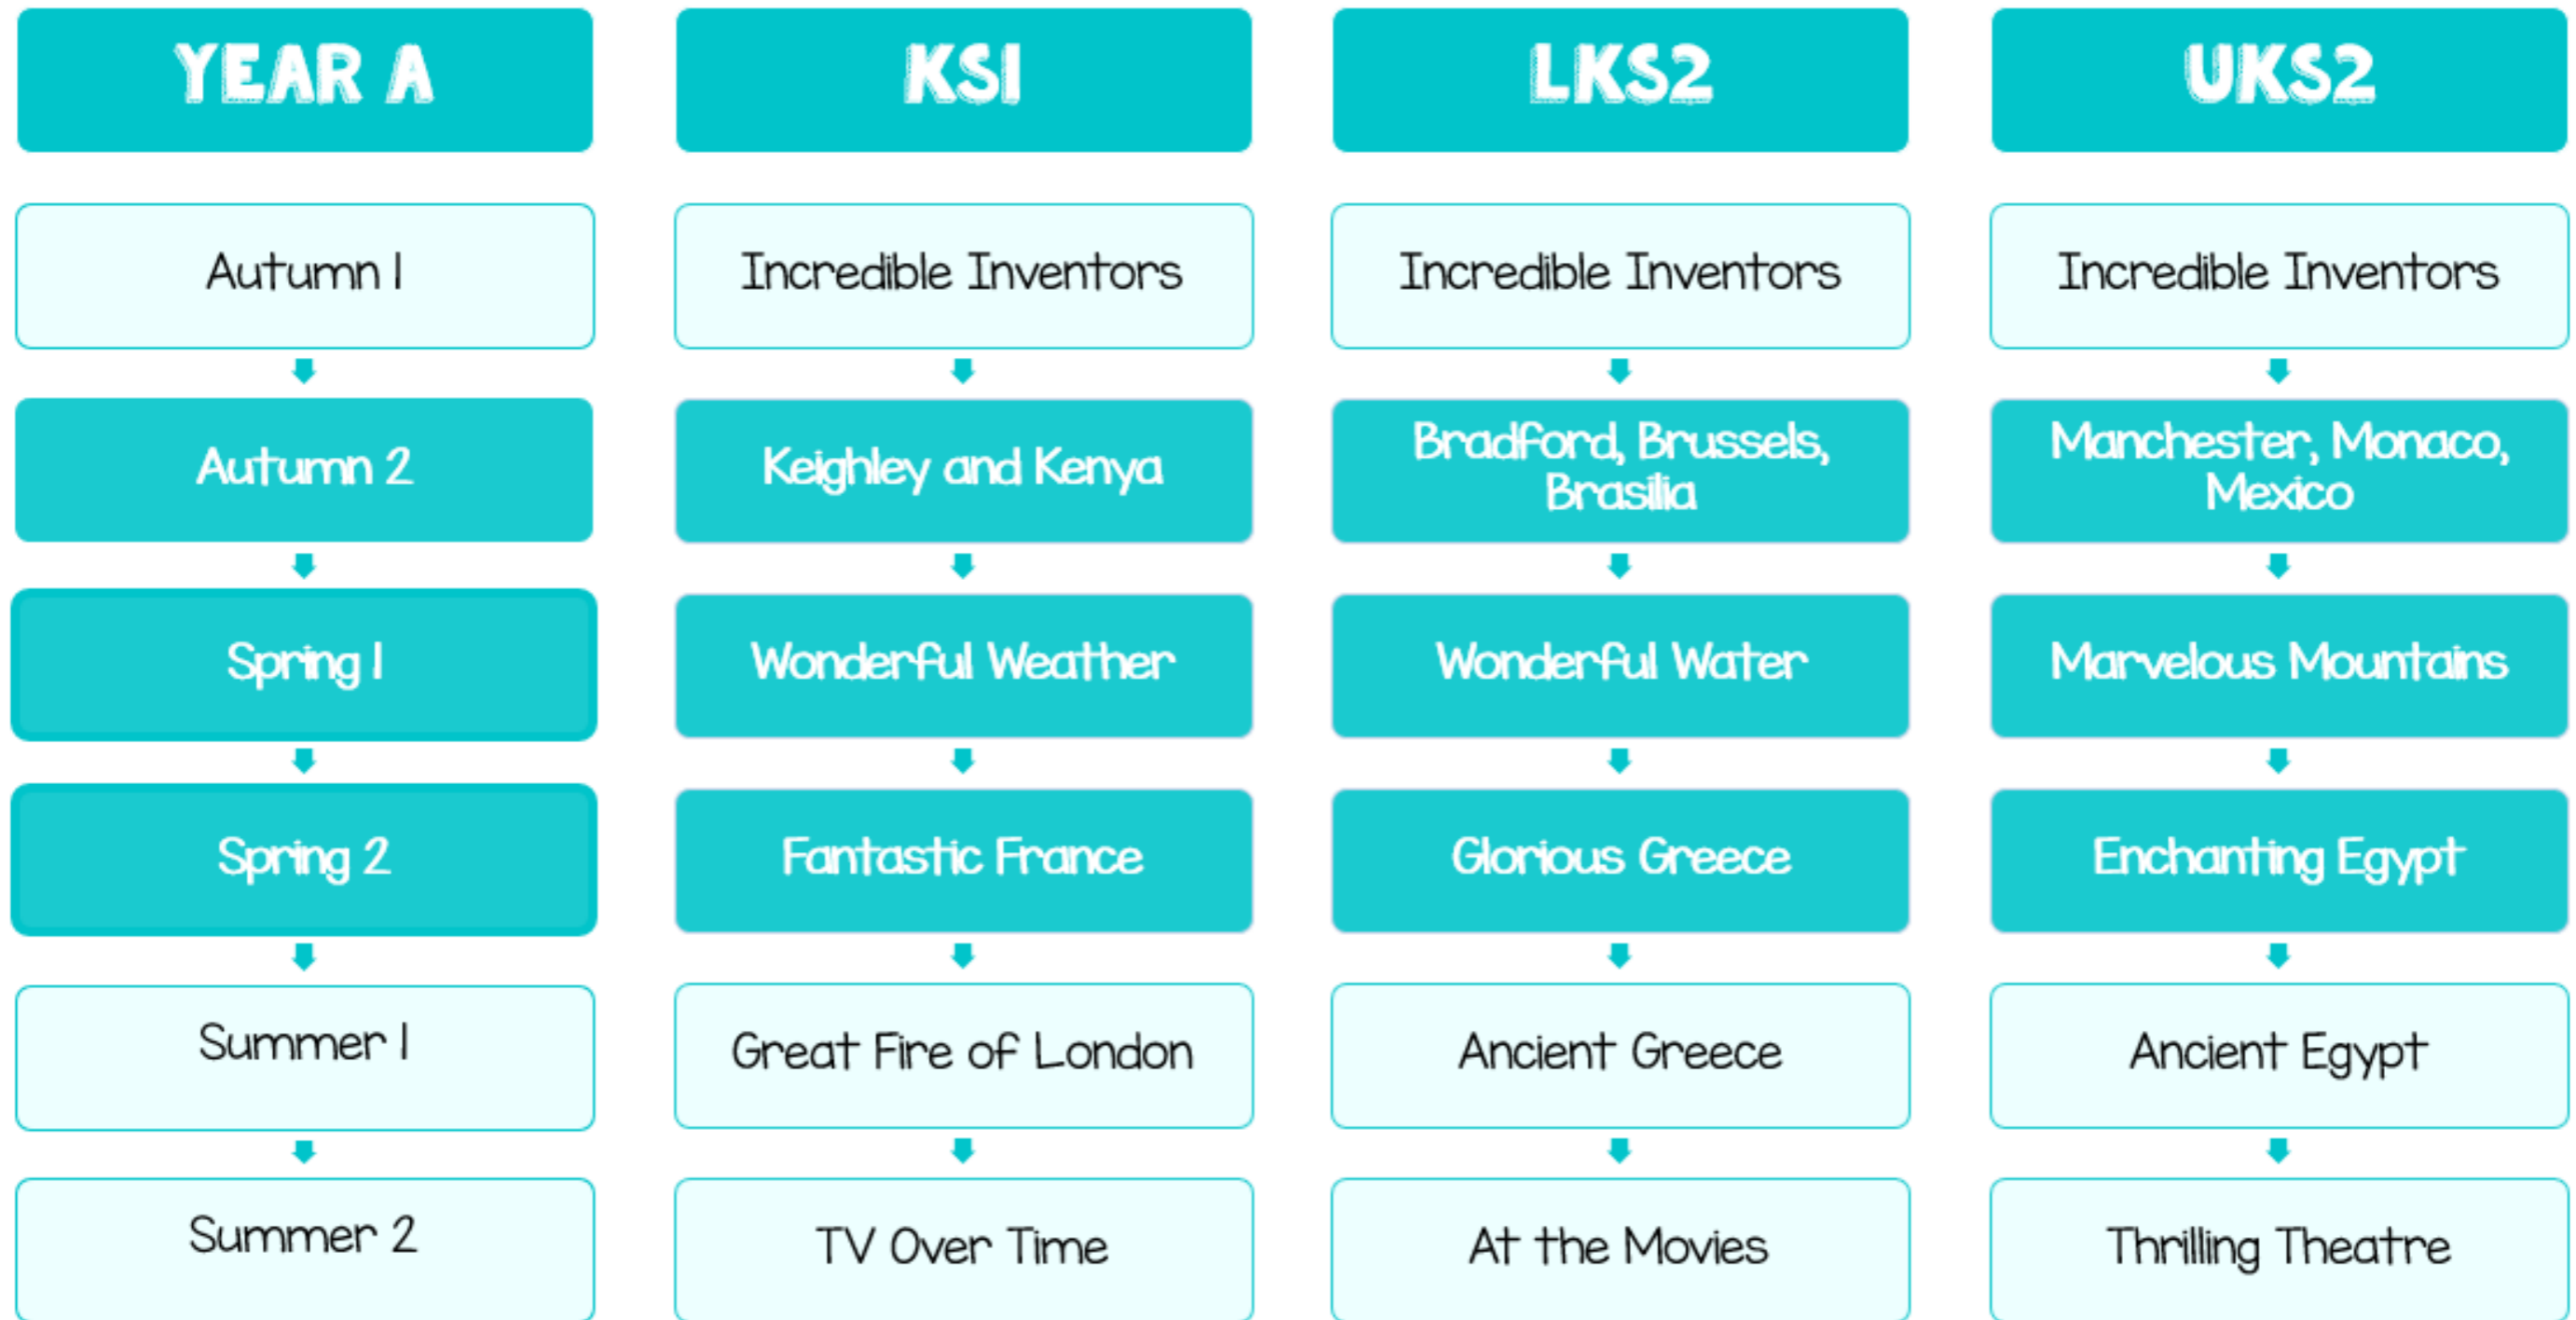 YEAR A
KS1
LKS2
UKS2
Autumn 1
Incredible Inventors
Incredible Inventors
Incredible Inventors
Autumn 2
Keighley and Kenya
Bradford, Brussels,
Brasilia
Manchester, Monaco,
Mexico
Spring 1
Wonderful Weather
Wonderful Water
Marvelous Mountains
Spring 2
Fantastic France
Glorious Greece
Enchanting Egypt
Summer 1
Great Fire of London
Ancient Greece
Ancient Egypt
Summer 2
TV Over Time
At the Movies
Thrilling Theatre